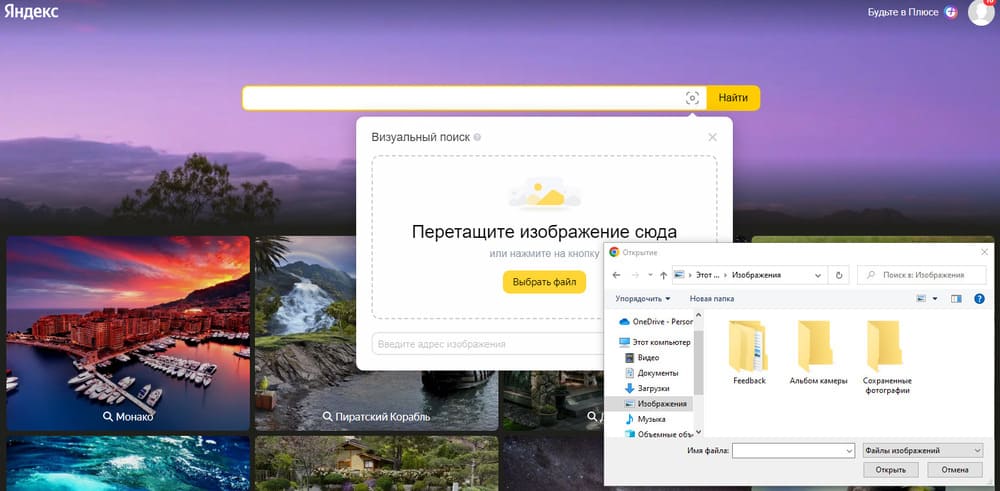 Яндекс
Будьте в Плюсе
10
Найти
Визуальный поиск
Перетащите изображение сюда
или нажмите на кнопку
Выбрать файл
Введите адрес изображения
Монако
Пиратский Корабль
Открытие
Этот ... › Изображения
Поиск в: Изображения
Упорядочить
Новая папка
OneDrive - Person
Этот компьютер
Видео
Документы
Загрузки
Изображения
Музыка
Объемные объ
Feedback
Альбом камеры
Сохраненные
фотографии
Имя файла:
Файлы изображений
Открыть
Отмена